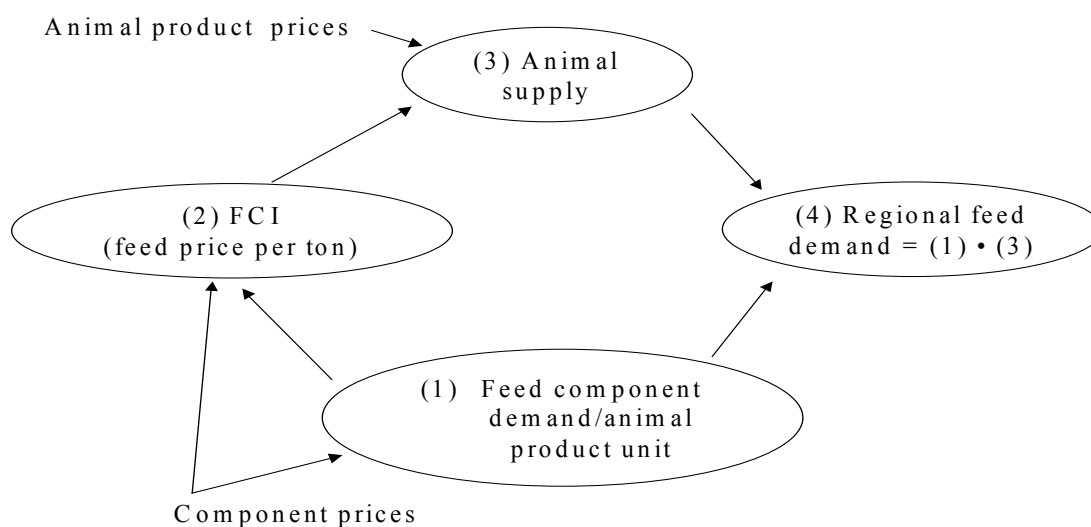 Animal product prices
(3) Animal
supply
(2) FCI
(feed price per ton)
(4) Regional feed
demand = (1) • (3)
(1) Feed component
demand/animal
product unit
Component prices